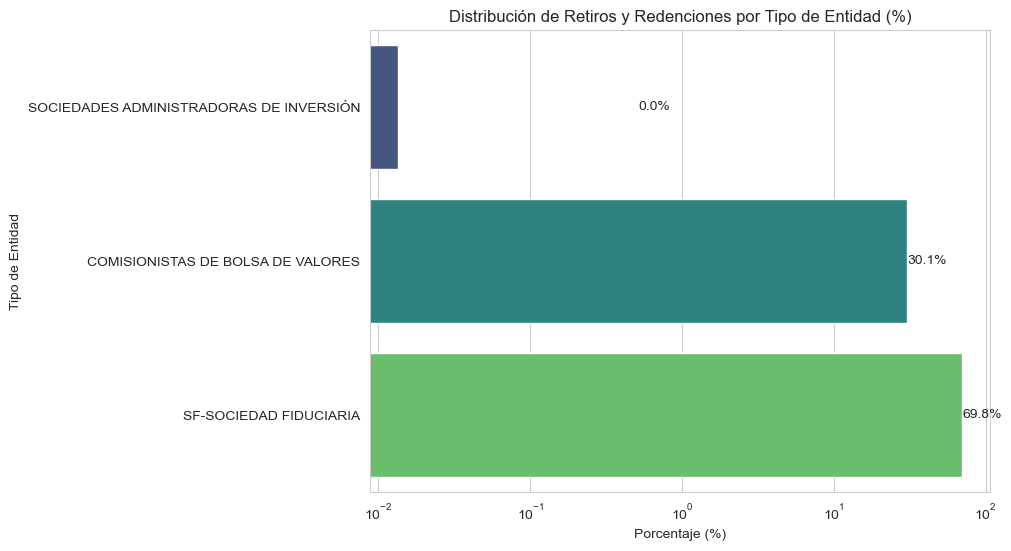 Distribución de Retiros y Redenciones por Tipo de Entidad (%)
SOCIEDADES ADMINISTRADORAS DE INVERSIÓN
0.0%
COMISIONISTAS DE BOLSA DE VALORES
30.1%
SF-SOCIEDAD FIDUCIARIA
69.8%
Tipo de Entidad
10⁻² 10⁻¹ 10⁰ 10¹ 10²
Porcentaje (%)